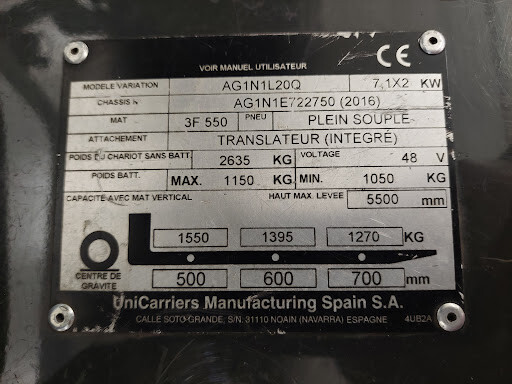 VOIR MANUEL UTILISATEUR
CE
MODELE VARIATION AG1N1L20Q 7,1X2 KW
CHASSIS N AG1N1E722750 (2016)
MAT 3F 550 PNEU PLEIN SOUPLE
ATTACHEMENT TRANSLATEUR (INTEGRÉ)
POIDS DU CHARIOT SANS BATT. 2635 KG VOLTAGE 48 V
POIDS BATT. MAX. 1150 KG MIN. 1050 KG
CAPACITE AVEC MAT VERTICAL HAUT MAX. LEVEE 5500 mm
1550 1395 1270 KG
CENTRE DE GRAVITE
500 600 700 mm
UniCarriers Manufacturing Spain S.A.
CALLE SOTO-GRANDE, S/N. 31110 NOAIN (NAVARRA) ESPAGNE 4UB2A